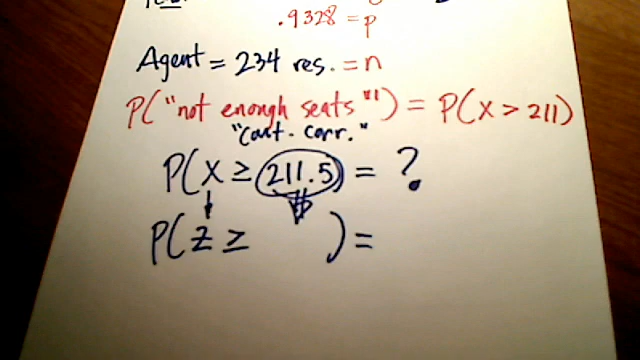 .9328 = p
Agent = 234 res. = n
P("not enough seats"!) = P(X > 211)
"Cont. corr."
P(X ≥ 211.5) = ?
P(Z ≥ ) =